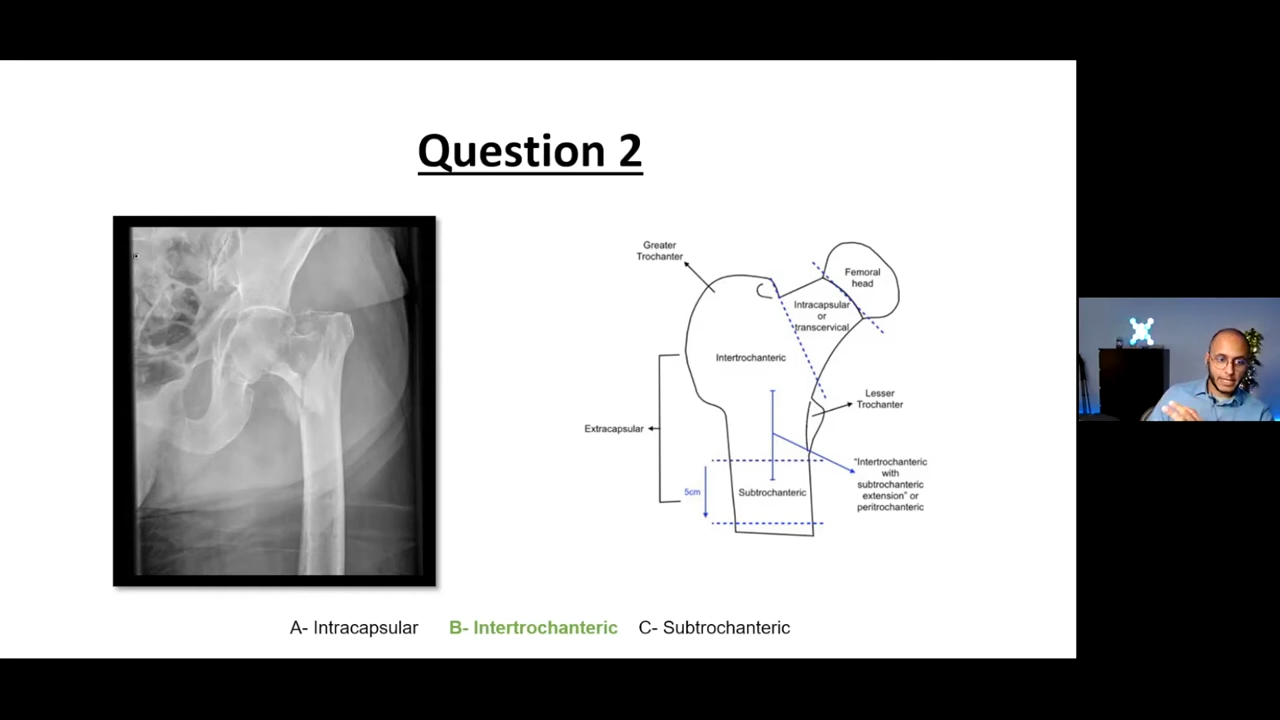 Question 2
Greater
Trochanter
Femoral
head
Intracapsular
or
transcervical
Intertrochanteric
Lesser
Trochanter
Extracapsular
"Intertrochanteric
with
subtrochanteric
extension" or
peritrochanteric
5cm
Subtrochanteric
A- Intracapsular B- Intertrochanteric C- Subtrochanteric